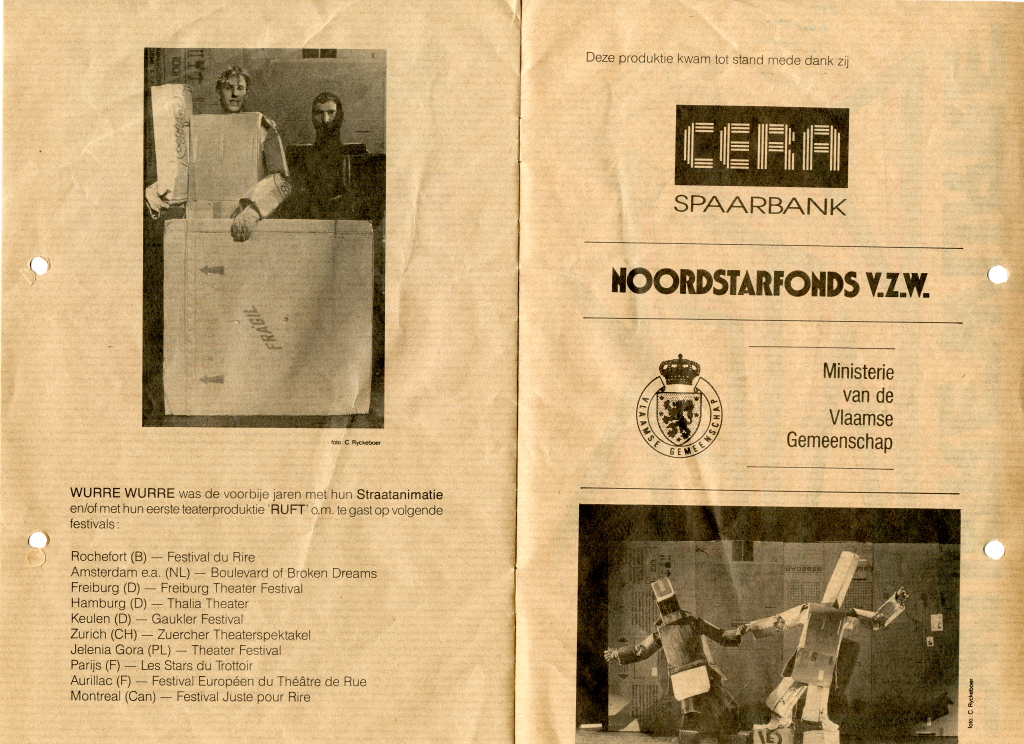 FRAGIL
foto: C. Ryckeboer
WURRE WURRE was de voorbije jaren met hun Straatanimatie
en/of met hun eerste teaterproduktie 'RUFT' o.m. te gast op volgende
festivals:
Rochefort (B) — Festival du Rire
Amsterdam e.a. (NL) — Boulevard of Broken Dreams
Freiburg (D) — Freiburg Theater Festival
Hamburg (D) — Thalia Theater
Keulen (D) — Gaukler Festival
Zurich (CH) — Zuercher Theaterspektakel
Jelenia Gora (PL) — Theater Festival
Parijs (F) — Les Stars du Trottoir
Aurillac (F) — Festival Européen du Théâtre de Rue
Montreal (Can) — Festival Juste pour Rire
Deze produktie kwam tot stand mede dank zij
CERA
SPAARBANK
NOORDSTARFONDS V.Z.W.
VLAAMSE GEMEENSCHAP
Ministerie
van de
Vlaamse
Gemeenschap
foto: C. Ryckeboer